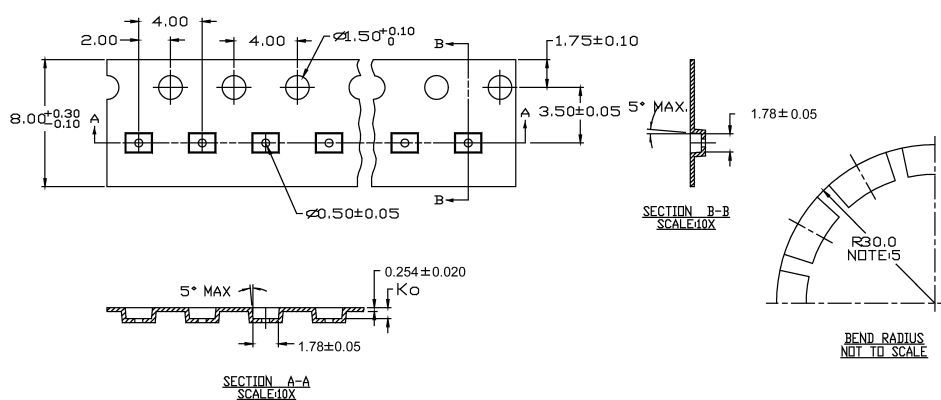 4.00
2.00
4.00
⌀1.50 +0.10 0
B
1.75±0.10
8.00 +0.30 -0.10
A
3.50±0.05
A
5° MAX.
1.78±0.05
⌀0.50±0.05
B
SECTION B-B
SCALE:10X
R30.0
NOTE:5
0.254±0.020
5° MAX
Ko
1.78±0.05
BEND RADIUS
NOT TO SCALE
SECTION A-A
SCALE:10X